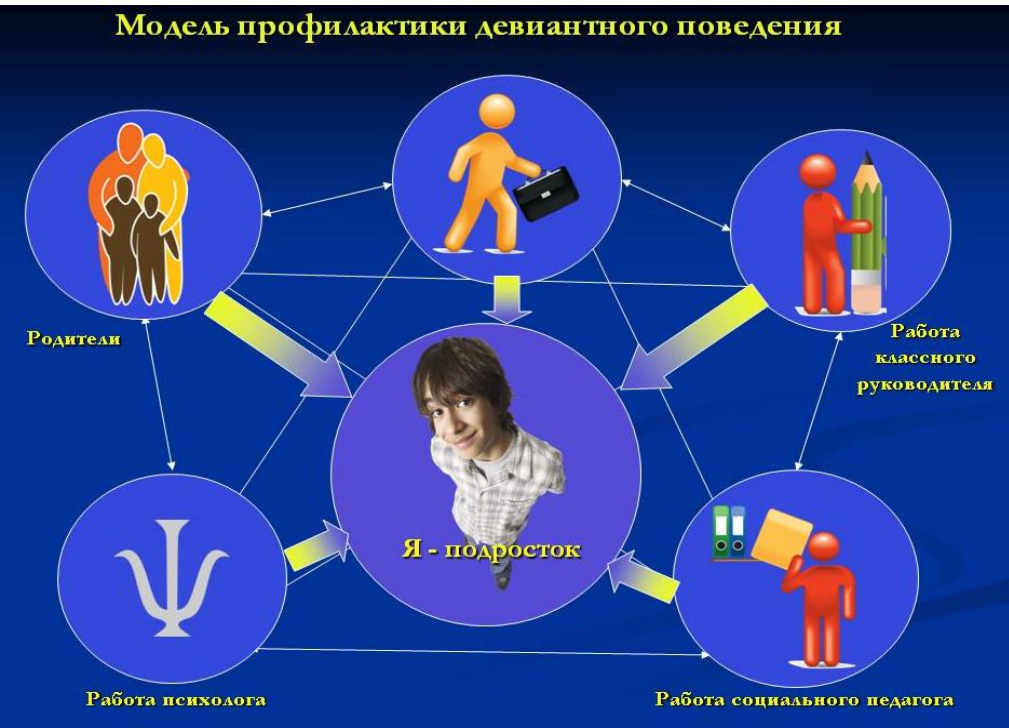 Модель профилактики девиантного поведения
Родители
Работа
классного
руководителя
Я - подросток
Работа психолога
Работа социального педагога